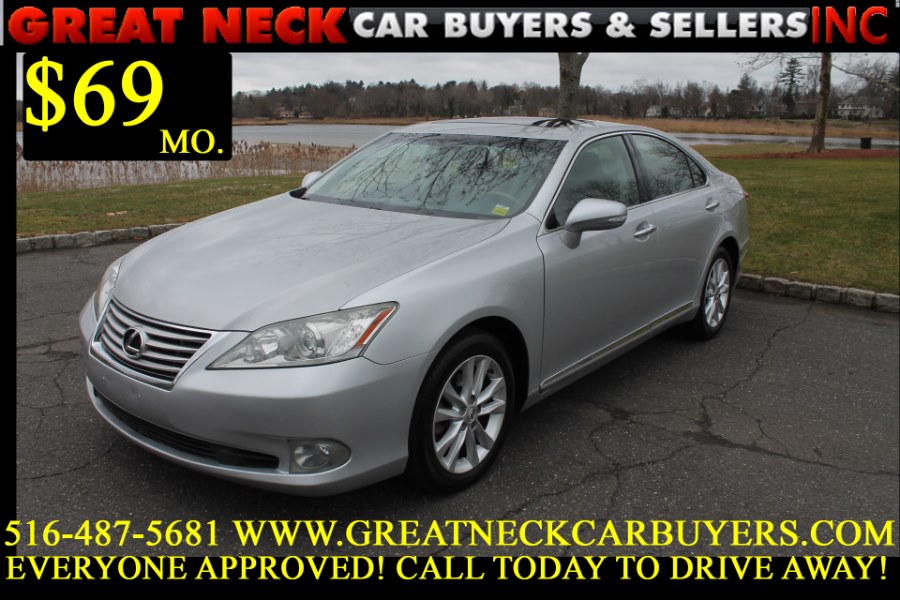 GREAT NECK CAR BUYERS & SELLERS INC
$69
MO.
516-487-5681 WWW.GREATNECKCARBUYERS.COM
EVERYONE APPROVED! CALL TODAY TO DRIVE AWAY!